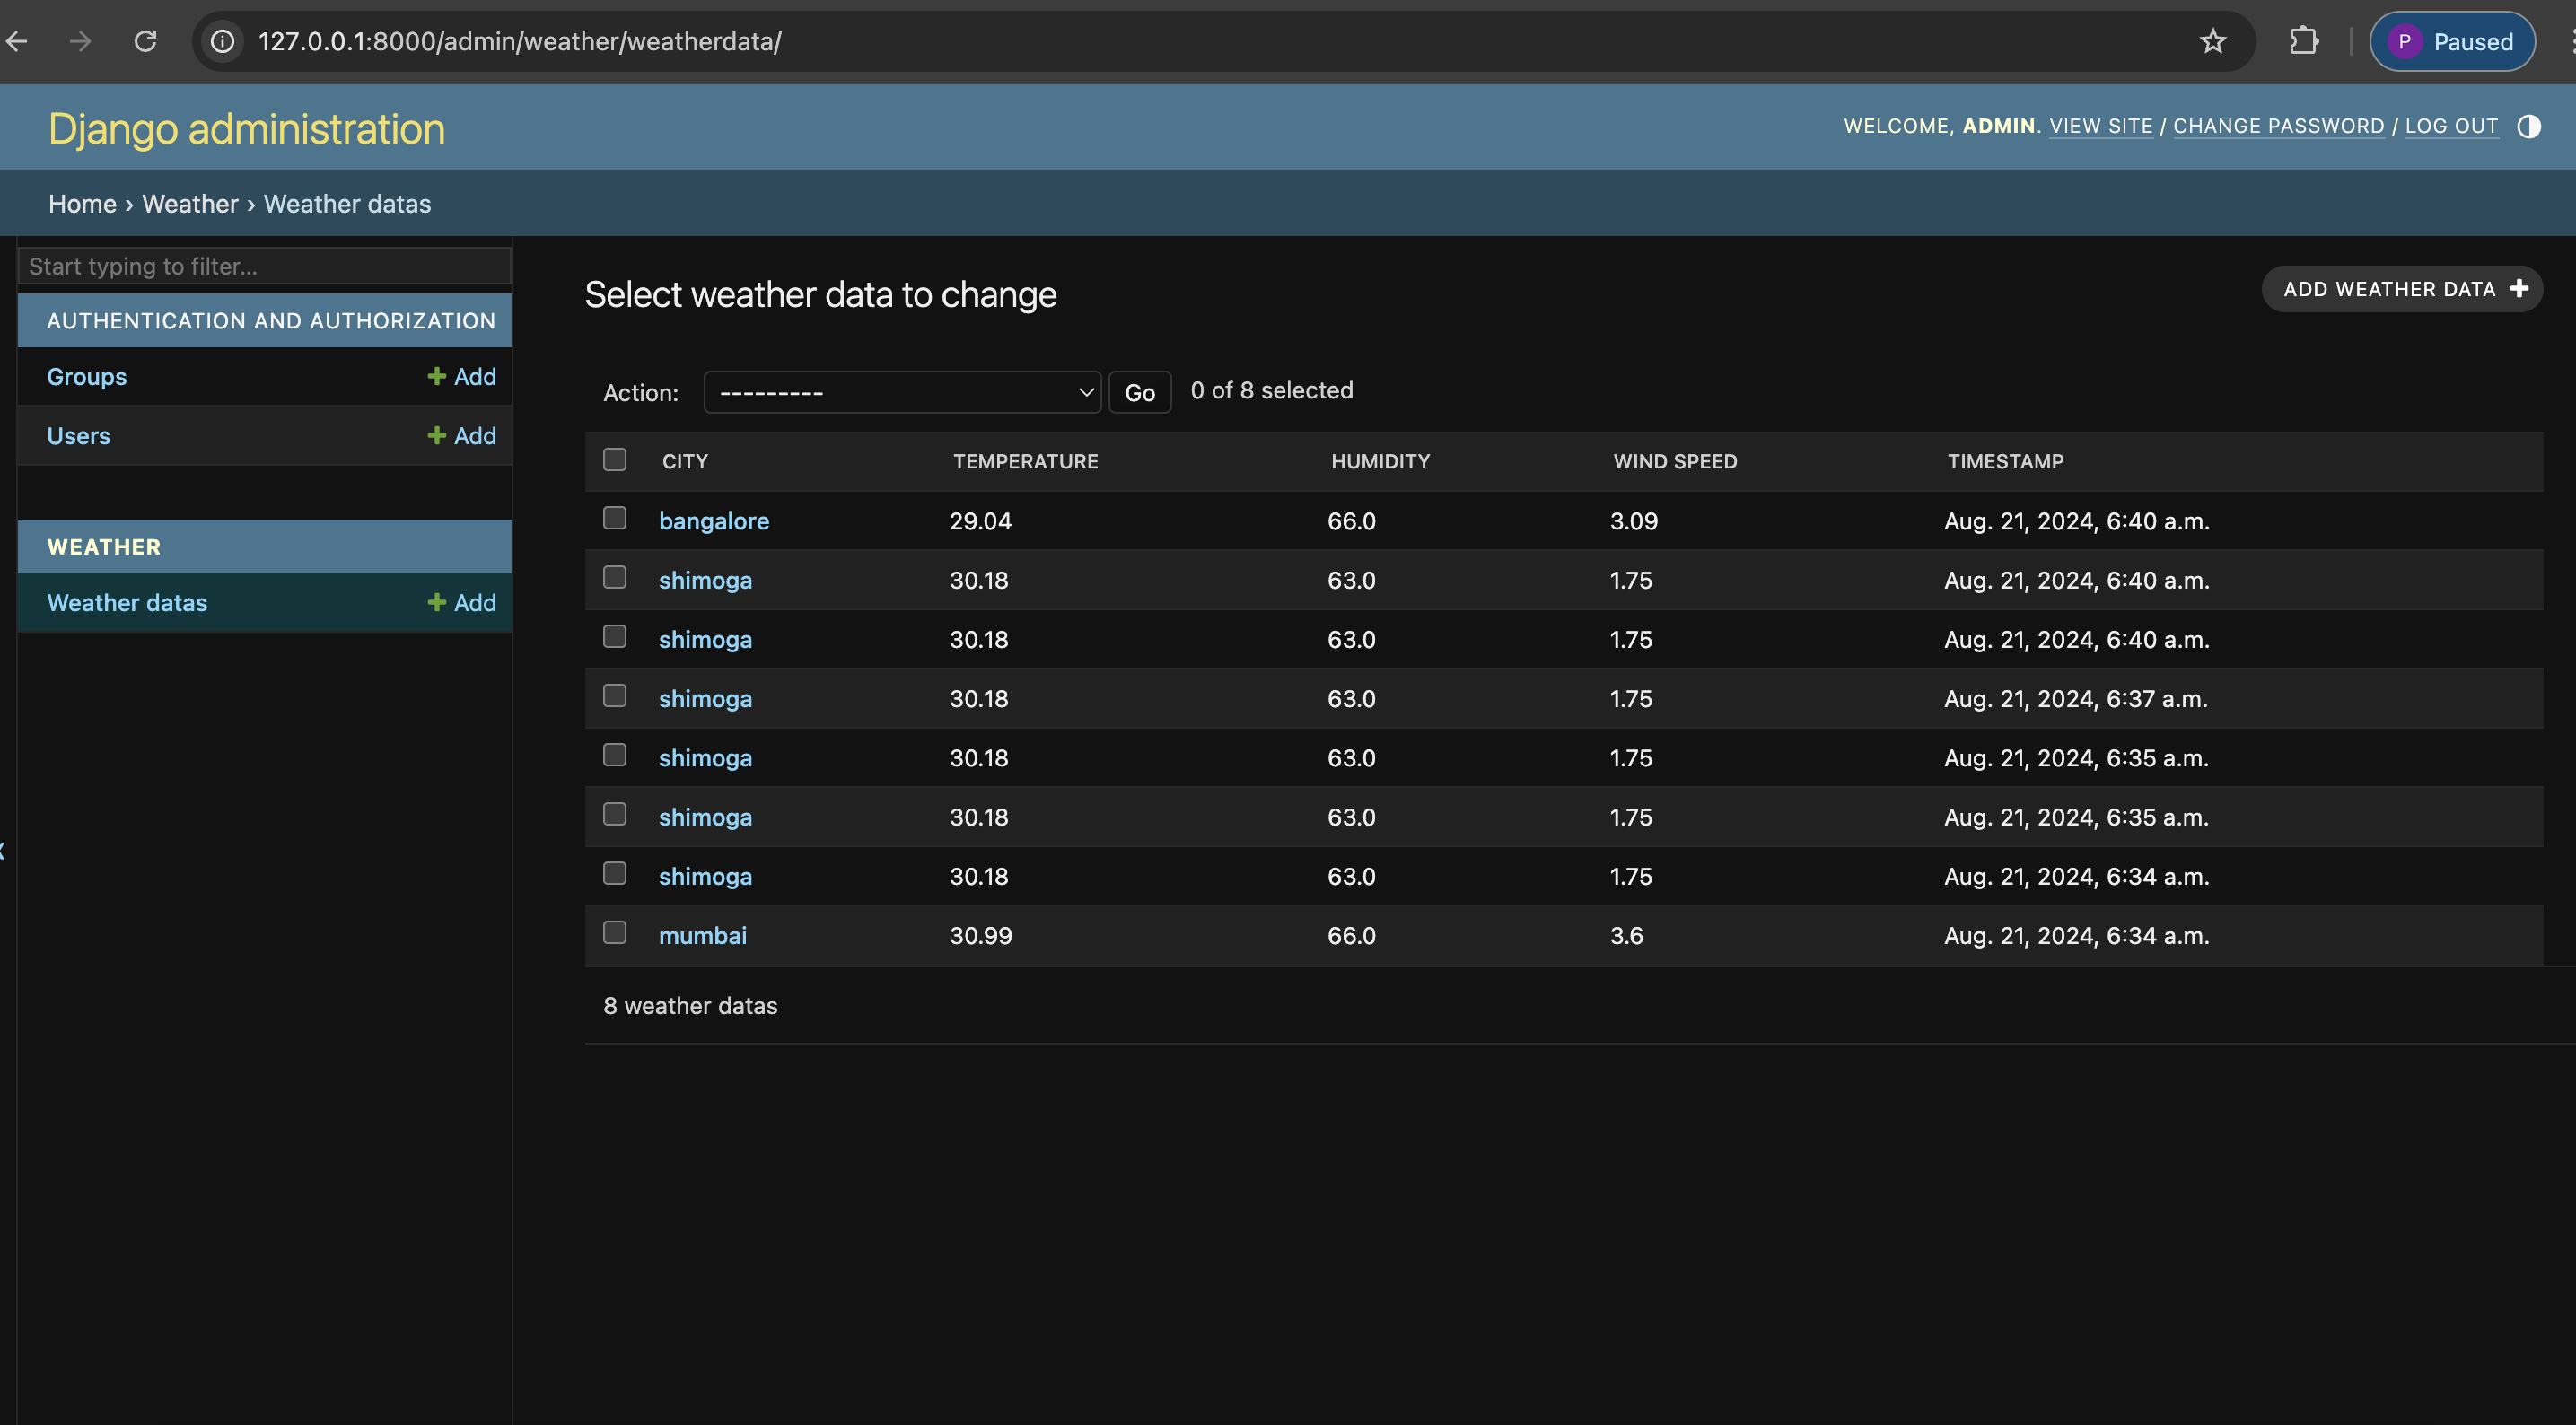 127.0.0.1:8000/admin/weather/weatherdata/
P Paused
Django administration
WELCOME, ADMIN. VIEW SITE / CHANGE PASSWORD / LOG OUT
Home › Weather › Weather datas
Start typing to filter...
AUTHENTICATION AND AUTHORIZATION
Groups + Add
Users + Add
WEATHER
Weather datas + Add
Select weather data to change
ADD WEATHER DATA +
Action: --------- Go 0 of 8 selected
CITY TEMPERATURE HUMIDITY WIND SPEED TIMESTAMP
bangalore 29.04 66.0 3.09 Aug. 21, 2024, 6:40 a.m.
shimoga 30.18 63.0 1.75 Aug. 21, 2024, 6:40 a.m.
shimoga 30.18 63.0 1.75 Aug. 21, 2024, 6:40 a.m.
shimoga 30.18 63.0 1.75 Aug. 21, 2024, 6:37 a.m.
shimoga 30.18 63.0 1.75 Aug. 21, 2024, 6:35 a.m.
shimoga 30.18 63.0 1.75 Aug. 21, 2024, 6:35 a.m.
shimoga 30.18 63.0 1.75 Aug. 21, 2024, 6:34 a.m.
mumbai 30.99 66.0 3.6 Aug. 21, 2024, 6:34 a.m.
8 weather datas